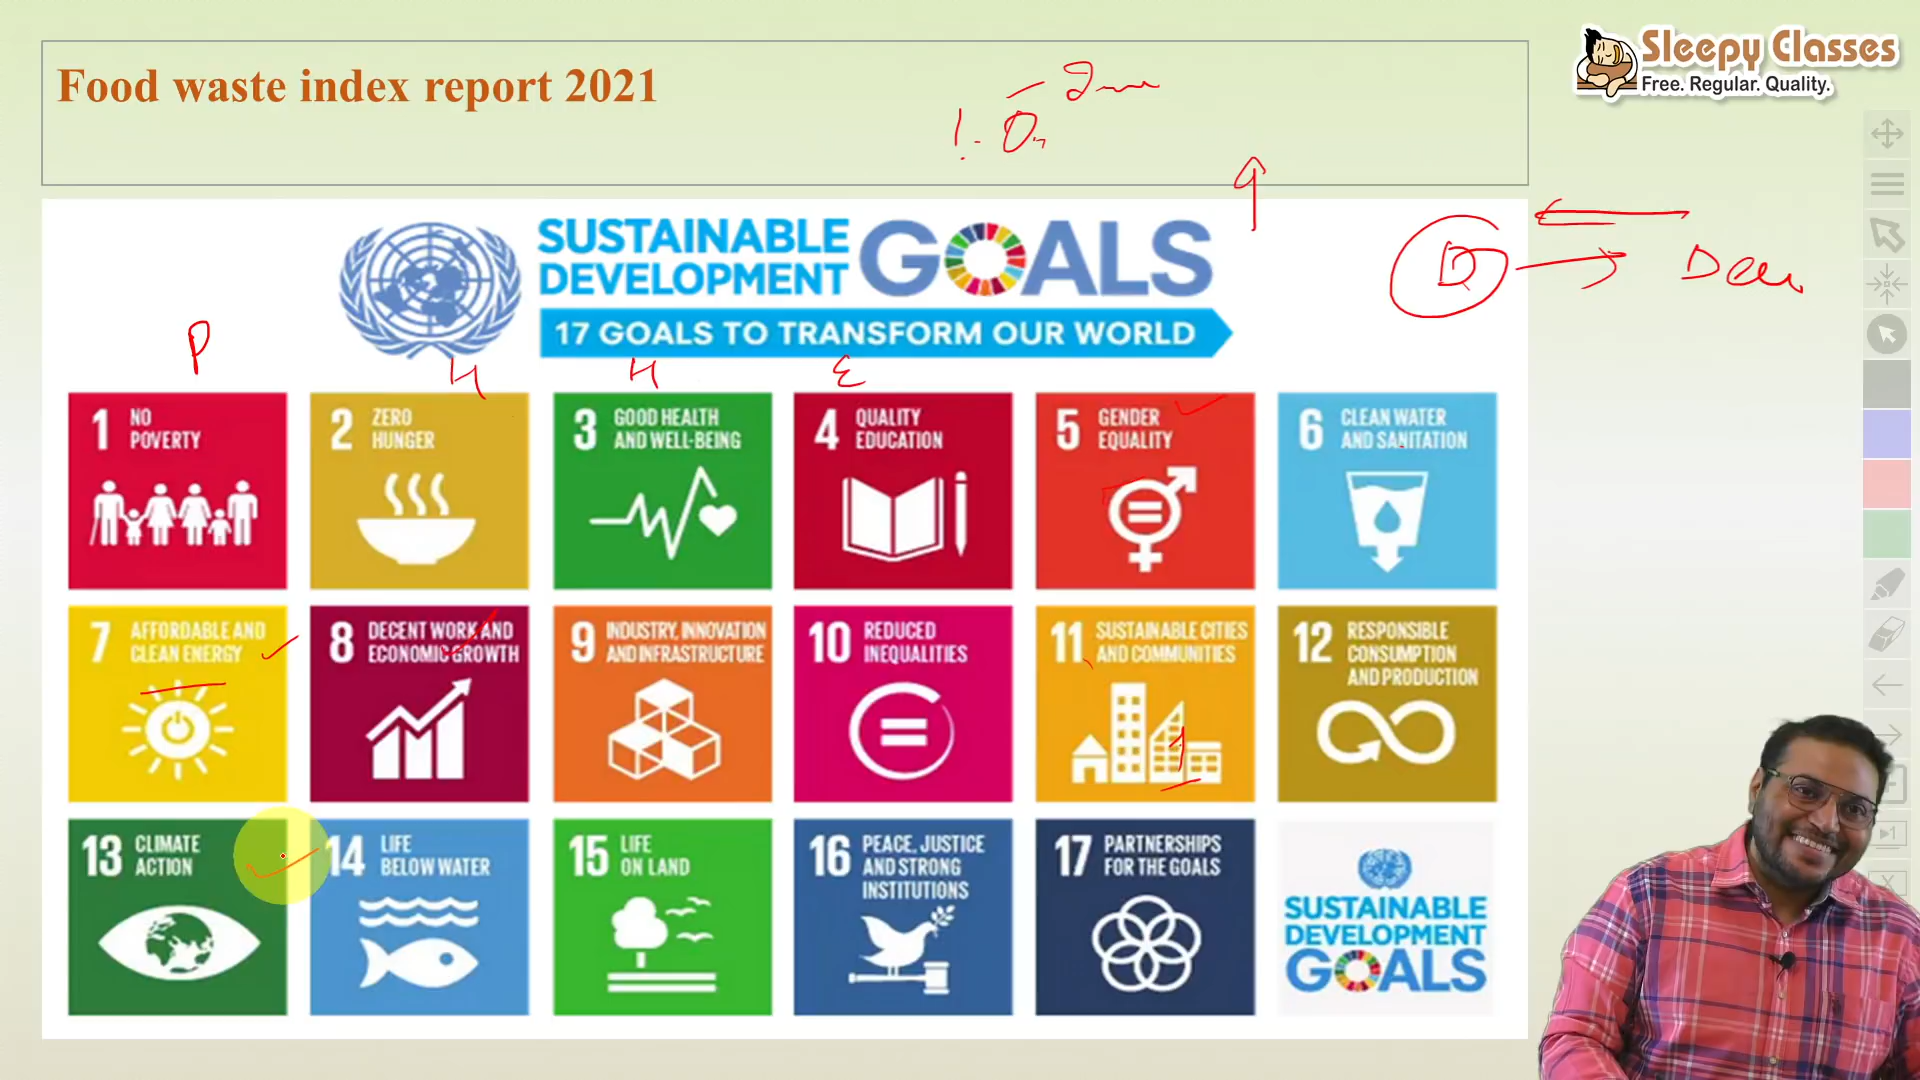 Food waste index report 2021
Sleepy Classes
Free. Regular. Quality.
SUSTAINABLE
DEVELOPMENT
GOALS
17 GOALS TO TRANSFORM OUR WORLD
D
P
H
H
E
1 NO
POVERTY
2 ZERO
HUNGER
3 GOOD HEALTH
AND WELL-BEING
4 QUALITY
EDUCATION
5 GENDER
EQUALITY
6 CLEAN WATER
AND SANITATION
7 AFFORDABLE AND
CLEAN ENERGY
8 DECENT WORK AND
ECONOMIC GROWTH
9 INDUSTRY, INNOVATION
AND INFRASTRUCTURE
10 REDUCED
INEQUALITIES
11 SUSTAINABLE CITIES
AND COMMUNITIES
12 RESPONSIBLE
CONSUMPTION
AND PRODUCTION
13 CLIMATE
ACTION
14 LIFE
BELOW WATER
15 LIFE
ON LAND
16 PEACE, JUSTICE
AND STRONG
INSTITUTIONS
17 PARTNERSHIPS
FOR THE GOALS
SUSTAINABLE
DEVELOPMENT
GOALS